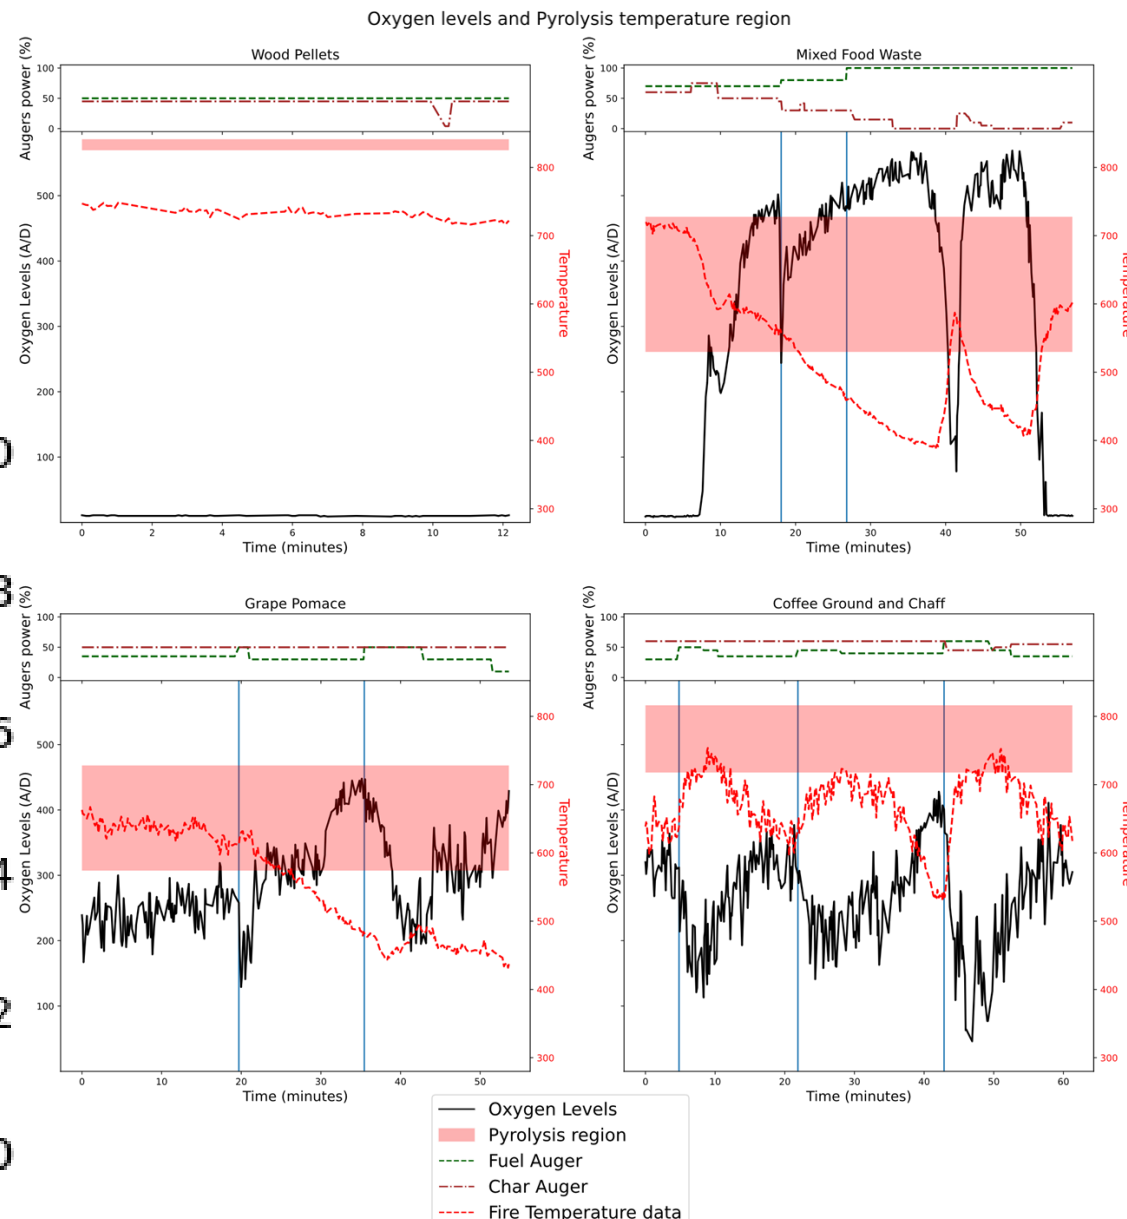 Oxygen levels and Pyrolysis temperature region
Wood Pellets
Augers power (%)
100
50
0
Oxygen Levels (A/D)
500
400
300
200
100
800
700
600
500
400
300
Temperature
0 2 4 6 8 10 12
Time (minutes)
Mixed Food Waste
Augers power (%)
100
50
0
Oxygen Levels (A/D)
800
700
600
500
400
300
Temperature
0 10 20 30 40 50
Time (minutes)
Grape Pomace
Augers power (%)
100
50
0
Oxygen Levels (A/D)
500
400
300
200
100
800
700
600
500
400
300
Temperature
0 10 20 30 40 50
Time (minutes)
Coffee Ground and Chaff
Augers power (%)
100
50
0
Oxygen Levels (A/D)
800
700
600
500
400
300
Temperature
0 10 20 30 40 50 60
Time (minutes)
Oxygen Levels
Pyrolysis region
Fuel Auger
Char Auger
Fire Temperature data